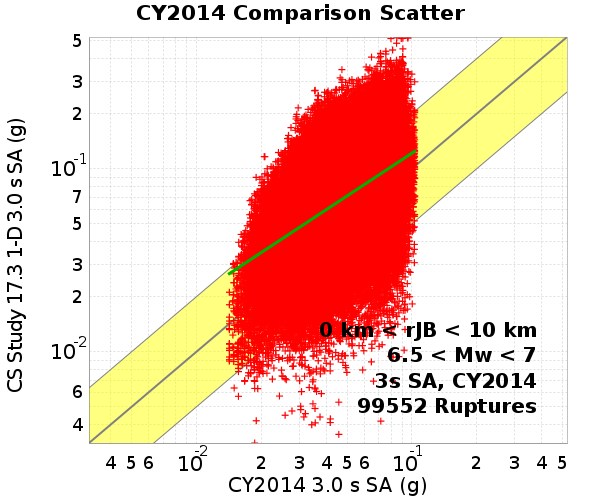 CY2014 Comparison Scatter
CS Study 17.3 1-D 3.0 s SA (g)
5
3
2
10⁻¹
7
5
3
2
10⁻²
6
4
0 km < rJB < 10 km
6.5 < Mw < 7
3s SA, CY2014
99552 Ruptures
4 5 6 10⁻² 2 3 4 5 6 10⁻¹ 2 3 4 5
CY2014 3.0 s SA (g)